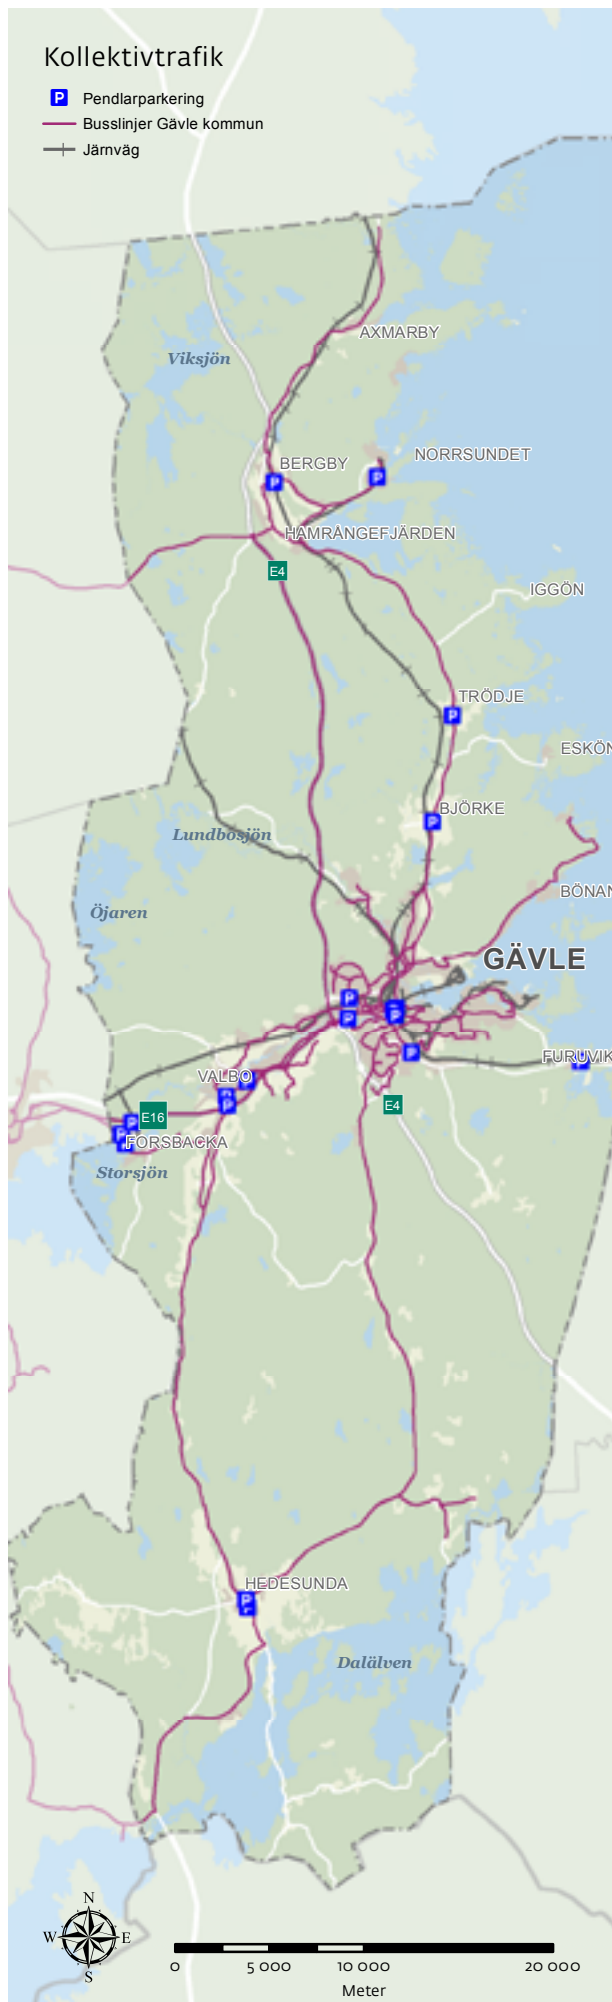 Kollektivtrafik
P Pendlarparkering
Busslinjer Gävle kommun
Järnväg
AXMARBY
Viksjön
NORRSUNDET
BERGBY
P
P
HAMRÅNGEFJÄRDEN
E4
IGGÖN
TRÖDJE
P
ESKÖN
BJÖRKE
P
Lundbosjön
BÖNAN
Öjaren
GÄVLE
P
P
P
P
FURUVIK
VALBO
P
E4
E16
P
P
FORSBACKA
Storsjön
HEDESUNDA
P
Dalälven
N
W E
S
0 5 000 10 000 20 000
Meter